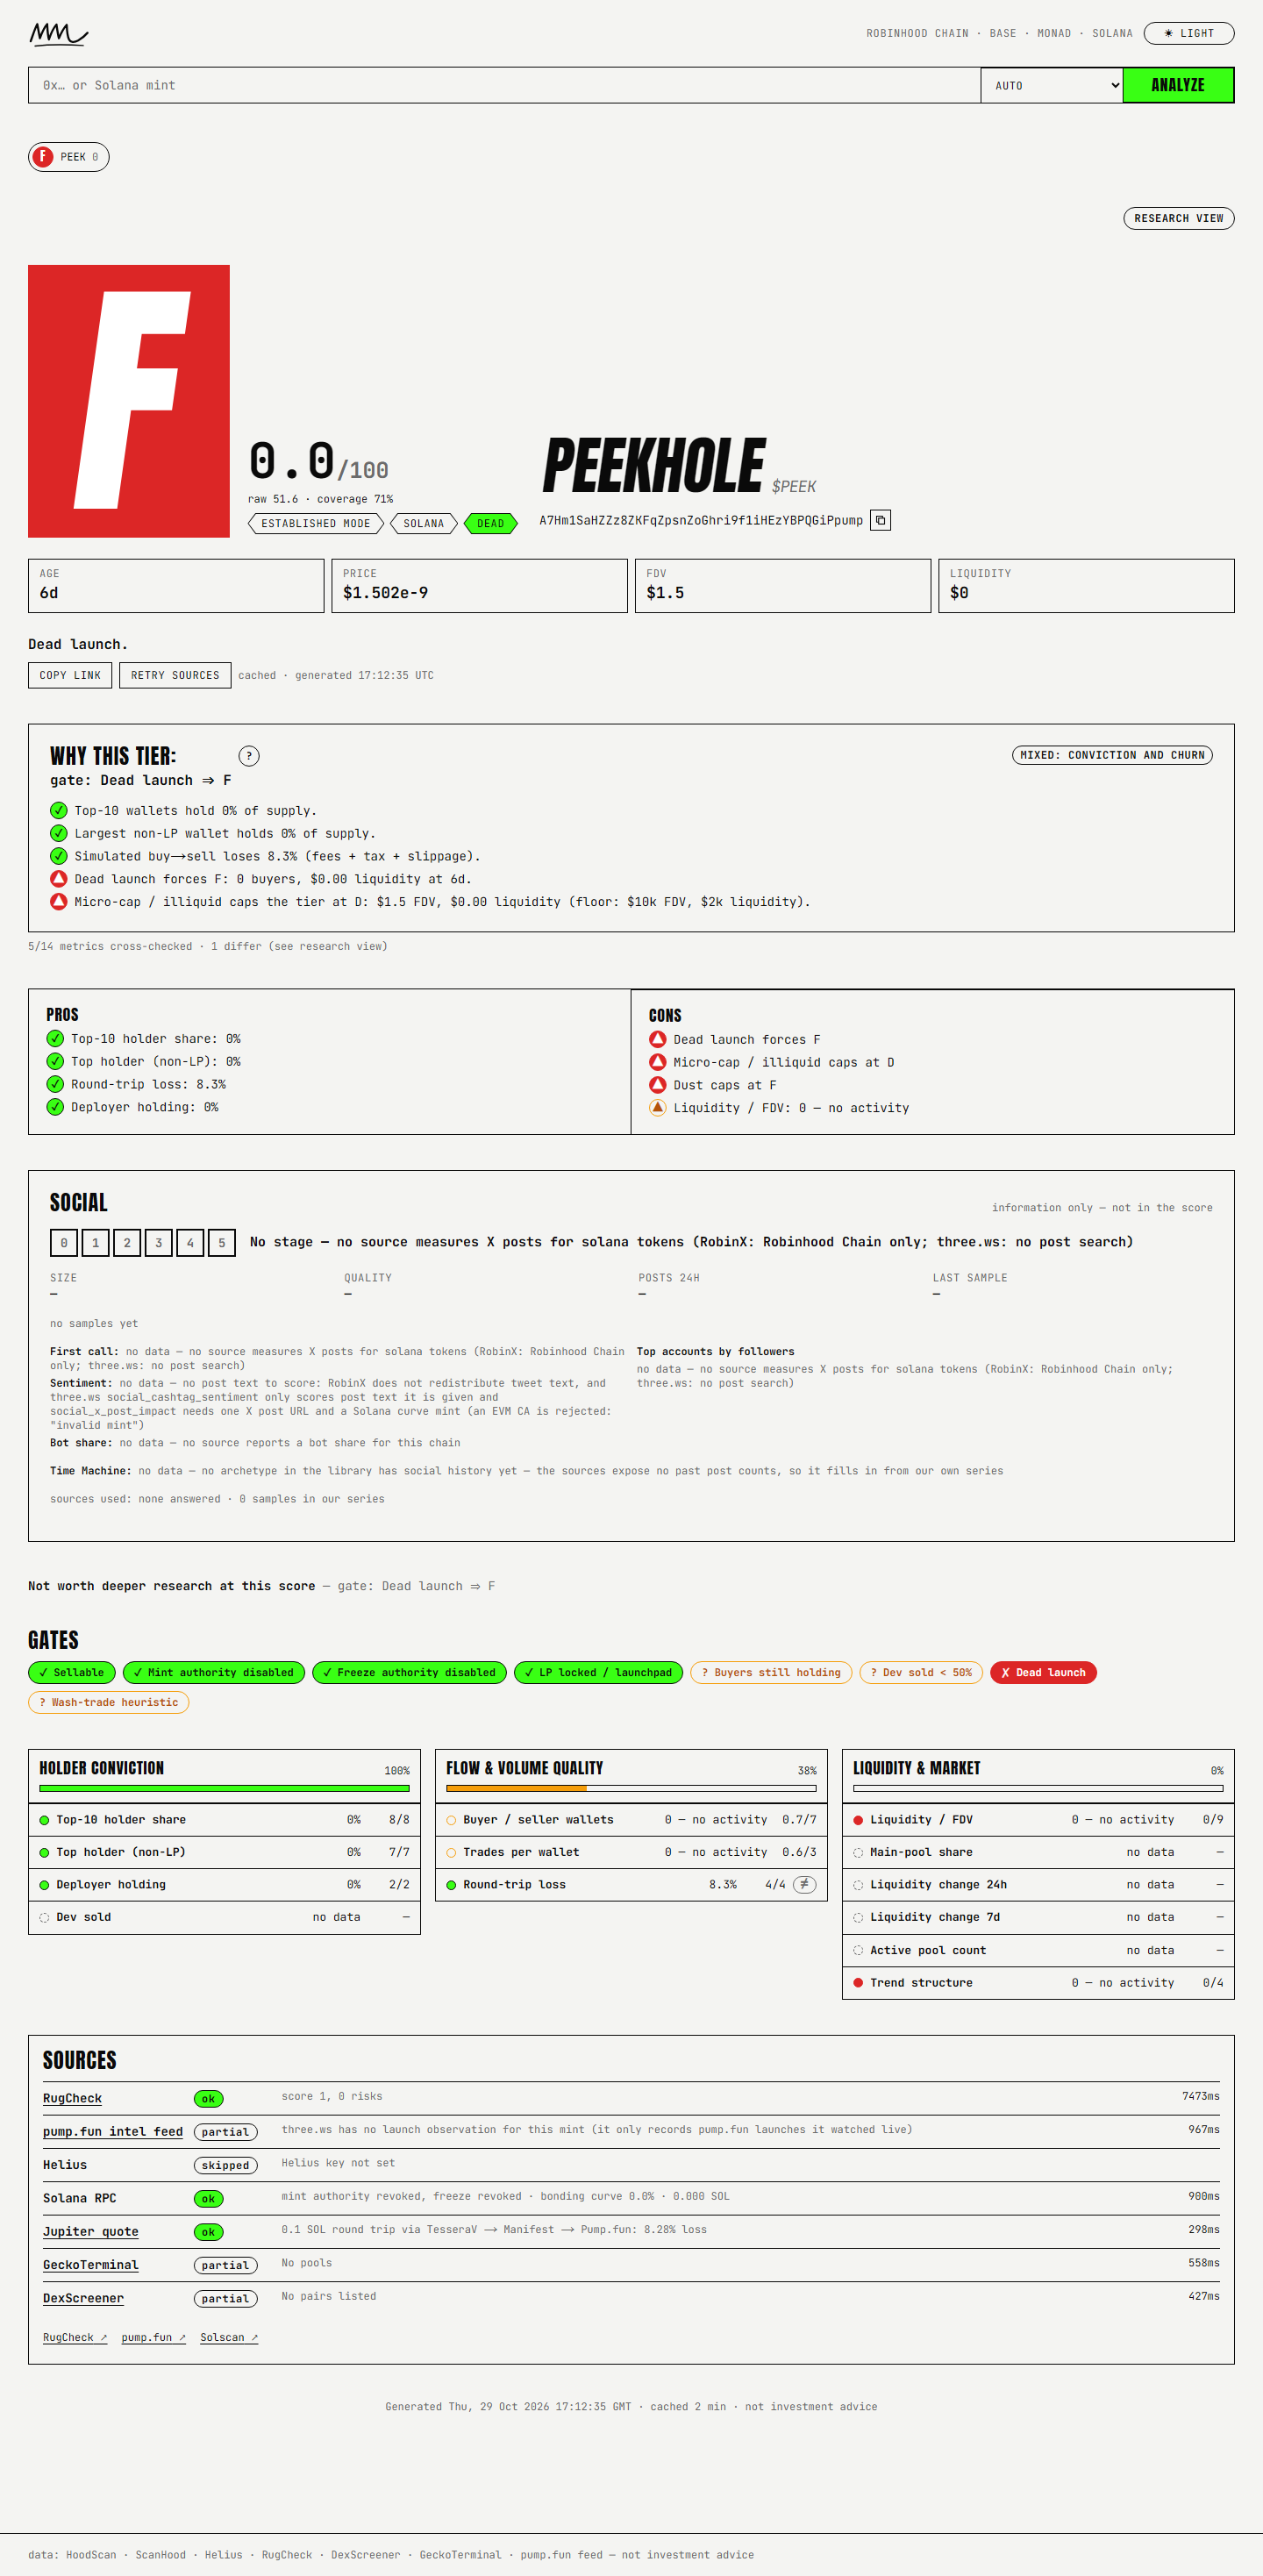 ROBINHOOD CHAIN · BASE · MONAD · SOLANA
☀ LIGHT
0x… or Solana mint
AUTO
ANALYZE
F PEEK 0
RESEARCH VIEW
F
0.0/100
raw 51.6 · coverage 71%
ESTABLISHED MODE
SOLANA
DEAD
PEEKHOLE $PEEK
A7Hm1SaHZZz8ZKFqZpsnZoGhri9f1iHEzYBPQGiPpump
AGE
6d
PRICE
$1.502e-9
FDV
$1.5
LIQUIDITY
$0
Dead launch.
COPY LINK
RETRY SOURCES
cached · generated 17:12:35 UTC
WHY THIS TIER:
?
MIXED: CONVICTION AND CHURN
gate: Dead launch ⇒ F
✓ Top-10 wallets hold 0% of supply.
✓ Largest non-LP wallet holds 0% of supply.
✓ Simulated buy→sell loses 8.3% (fees + tax + slippage).
▲ Dead launch forces F: 0 buyers, $0.00 liquidity at 6d.
▲ Micro-cap / illiquid caps the tier at D: $1.5 FDV, $0.00 liquidity (floor: $10k FDV, $2k liquidity).
5/14 metrics cross-checked · 1 differ (see research view)
PROS
✓ Top-10 holder share: 0%
✓ Top holder (non-LP): 0%
✓ Round-trip loss: 8.3%
✓ Deployer holding: 0%
CONS
▲ Dead launch forces F
▲ Micro-cap / illiquid caps at D
▲ Dust caps at F
▲ Liquidity / FDV: 0 — no activity
SOCIAL
information only — not in the score
0 1 2 3 4 5
No stage — no source measures X posts for solana tokens (RobinX: Robinhood Chain only; three.ws: no post search)
SIZE
—
QUALITY
—
POSTS 24H
—
LAST SAMPLE
—
no samples yet
First call: no data — no source measures X posts for solana tokens (RobinX: Robinhood Chain
only; three.ws: no post search)
Sentiment: no data — no post text to score: RobinX does not redistribute tweet text, and
three.ws social_cashtag_sentiment only scores post text it is given and
social_x_post_impact needs one X post URL and a Solana curve mint (an EVM CA is rejected:
"invalid mint")
Bot share: no data — no source reports a bot share for this chain
Top accounts by followers
no data — no source measures X posts for solana tokens (RobinX: Robinhood Chain only;
three.ws: no post search)
Time Machine: no data — no archetype in the library has social history yet — the sources expose no past post counts, so it fills in from our own series
sources used: none answered · 0 samples in our series
Not worth deeper research at this score — gate: Dead launch ⇒ F
GATES
✓ Sellable
✓ Mint authority disabled
✓ Freeze authority disabled
✓ LP locked / launchpad
? Buyers still holding
? Dev sold < 50%
✗ Dead launch
? Wash-trade heuristic
HOLDER CONVICTION 100%
Top-10 holder share 0% 8/8
Top holder (non-LP) 0% 7/7
Deployer holding 0% 2/2
Dev sold no data —
FLOW & VOLUME QUALITY 38%
Buyer / seller wallets 0 — no activity 0.7/7
Trades per wallet 0 — no activity 0.6/3
Round-trip loss 8.3% 4/4 ≠
LIQUIDITY & MARKET 0%
Liquidity / FDV 0 — no activity 0/9
Main-pool share no data —
Liquidity change 24h no data —
Liquidity change 7d no data —
Active pool count no data —
Trend structure 0 — no activity 0/4
SOURCES
RugCheck ok score 1, 0 risks 7473ms
pump.fun intel feed partial three.ws has no launch observation for this mint (it only records pump.fun launches it watched live) 967ms
Helius skipped Helius key not set
Solana RPC ok mint authority revoked, freeze revoked · bonding curve 0.0% · 0.000 SOL 900ms
Jupiter quote ok 0.1 SOL round trip via TesseraV → Manifest → Pump.fun: 8.28% loss 298ms
GeckoTerminal partial No pools 558ms
DexScreener partial No pairs listed 427ms
RugCheck ↗ pump.fun ↗ Solscan ↗
Generated Thu, 29 Oct 2026 17:12:35 GMT · cached 2 min · not investment advice
data: HoodScan · ScanHood · Helius · RugCheck · DexScreener · GeckoTerminal · pump.fun feed — not investment advice